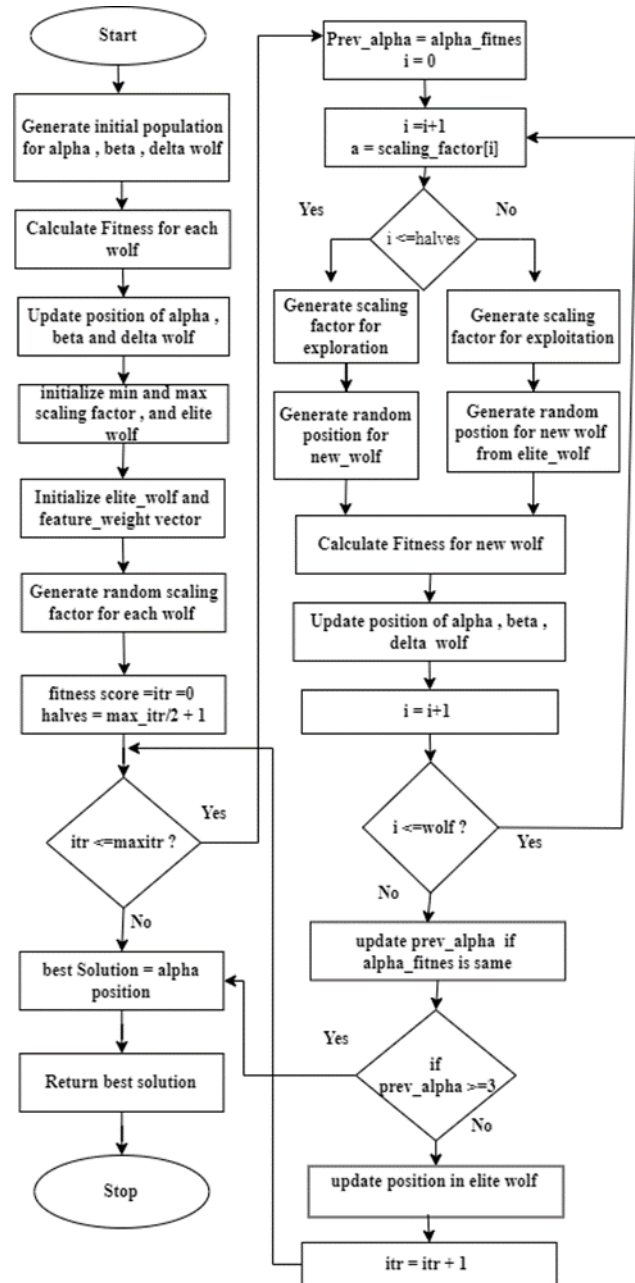 Start
Generate initial population
for alpha , beta , delta wolf
Calculate Fitness for each
wolf
Update position of alpha ,
beta and delta wolf
initialize min and max
scaling factor , and elite
wolf
Initialize elite_wolf and
feature_weight vector
Generate random scaling
factor for each wolf
fitness score =itr =0
halves = max_itr/2 + 1
itr <=maxitr ?
Yes
No
best Solution = alpha
position
Return best solution
Stop
Prev_alpha = alpha_fitnes
i = 0
i =i+1
a = scaling_factor[i]
Yes
No
i <=halves
Generate scaling
factor for
exploration
Generate scaling
factor for exploitation
Generate random
position for
new_wolf
Generate random
postion for new wolf
from elite_wolf
Calculate Fitness for new wolf
Update position of alpha , beta ,
delta wolf
i = i+1
i <=wolf ?
Yes
No
update prev_alpha if
alpha_fitnes is same
Yes
if
prev_alpha >=3
No
update position in elite wolf
itr = itr + 1